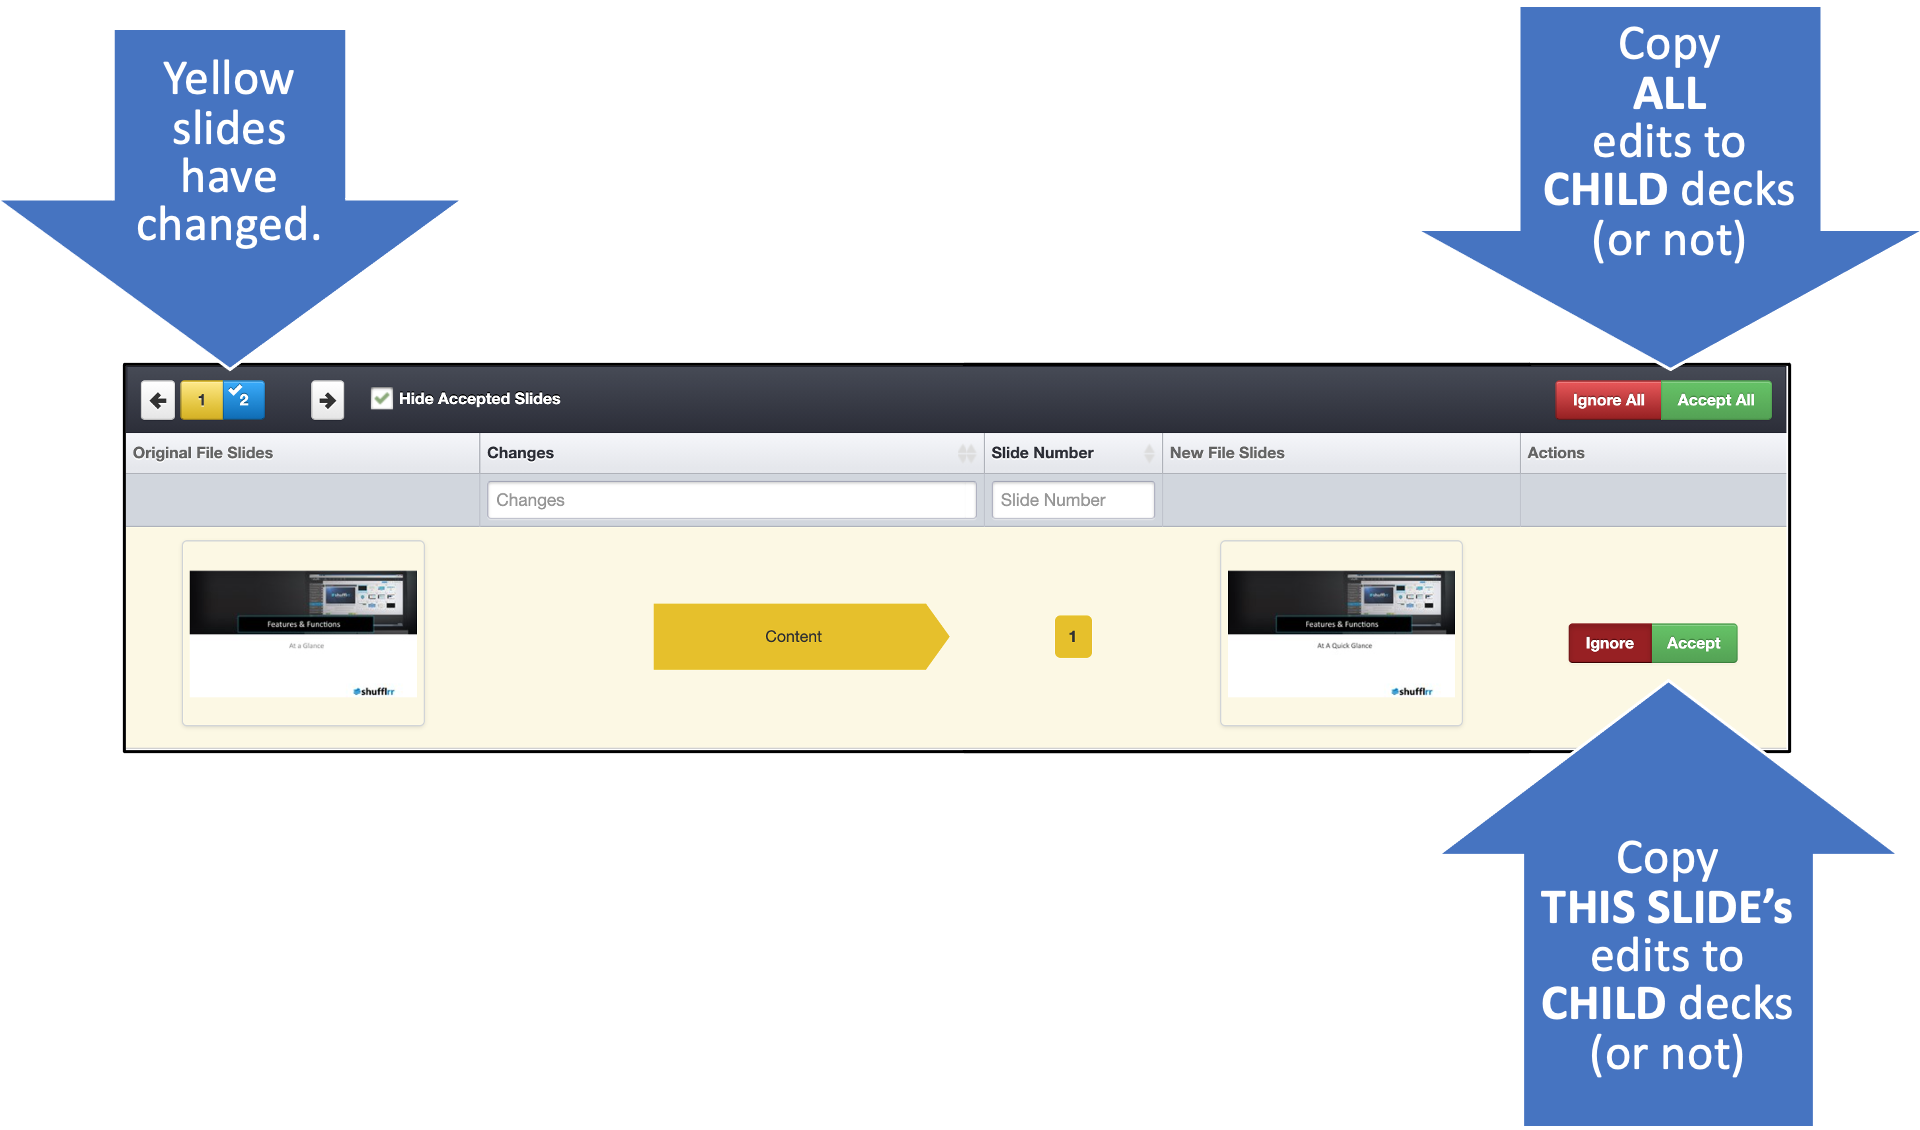 Yellow
slides
have
changed.
Copy
ALL
edits to
CHILD decks
(or not)
1
2
Hide Accepted Slides
Ignore All
Accept All
Original File Slides
Changes
Slide Number
New File Slides
Actions
Changes
Slide Number
Features & Functions
At a Glance
shufflrr
Content
1
Features & Functions
At A Quick Glance
shufflrr
Ignore
Accept
Copy
THIS SLIDE’s
edits to
CHILD decks
(or not)